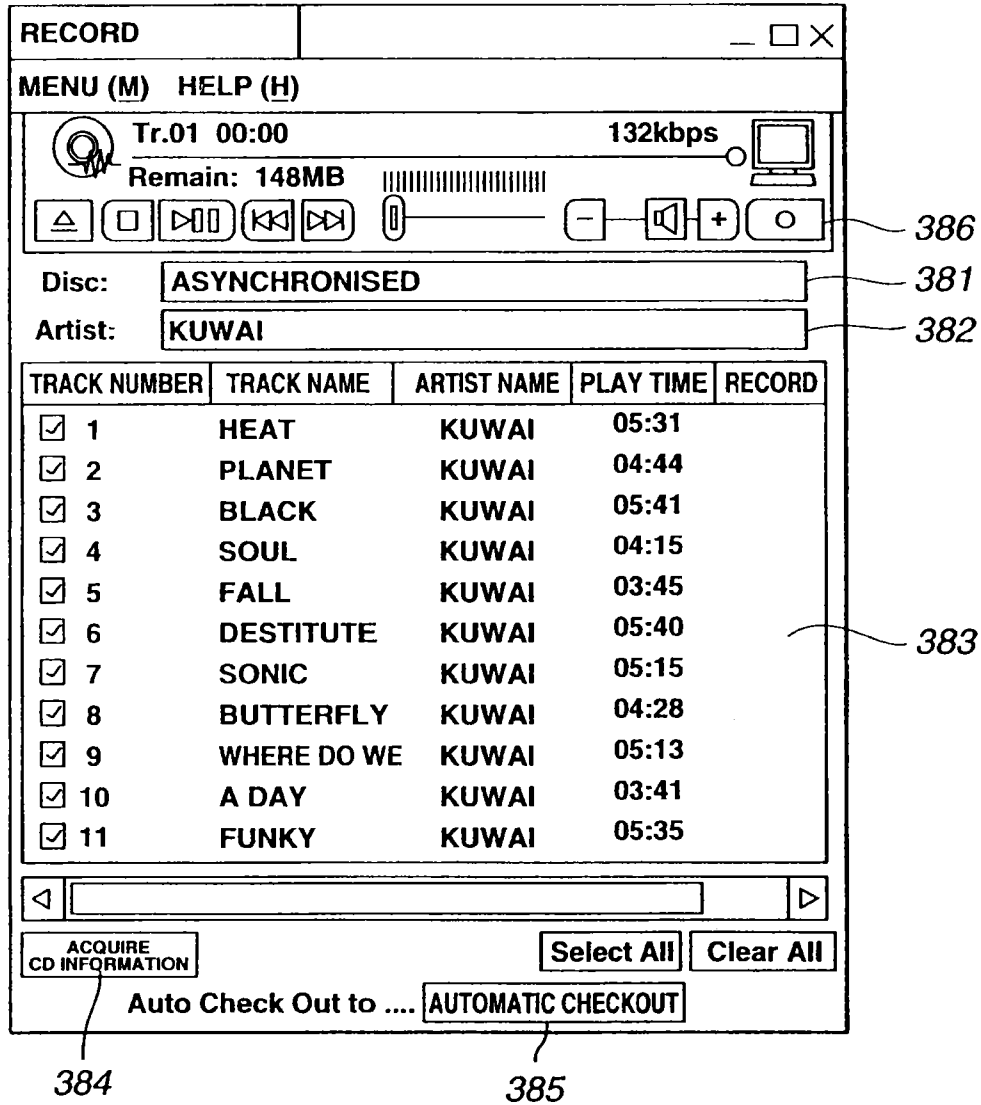 RECORD
MENU (M) HELP (H)
Tr.01 00:00 132kbps
Remain: 148MB
- + 386
Disc: ASYNCHRONISED 381
Artist: KUWAI 382
TRACK NUMBER TRACK NAME ARTIST NAME PLAY TIME RECORD
1 HEAT KUWAI 05:31
2 PLANET KUWAI 04:44
3 BLACK KUWAI 05:41
4 SOUL KUWAI 04:15
5 FALL KUWAI 03:45
6 DESTITUTE KUWAI 05:40 383
7 SONIC KUWAI 05:15
8 BUTTERFLY KUWAI 04:28
9 WHERE DO WE KUWAI 05:13
10 A DAY KUWAI 03:41
11 FUNKY KUWAI 05:35
ACQUIRE
CD INFORMATION Select All Clear All
Auto Check Out to .... AUTOMATIC CHECKOUT
384 385